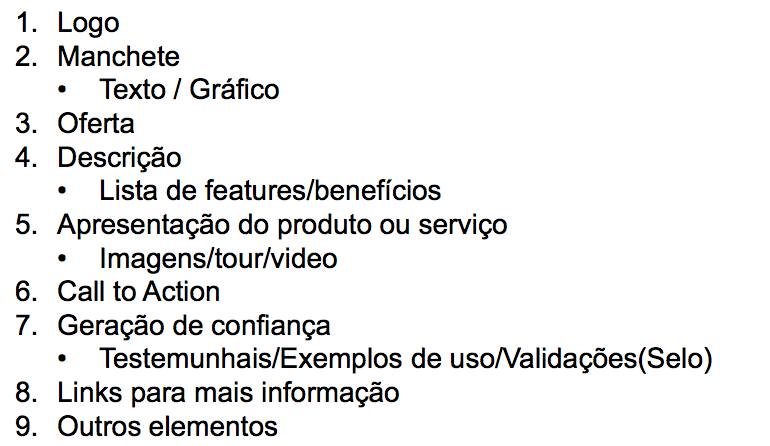 1. Logo
2. Manchete
• Texto / Gráfico
3. Oferta
4. Descrição
• Lista de features/benefícios
5. Apresentação do produto ou serviço
• Imagens/tour/video
6. Call to Action
7. Geração de confiança
• Testemunhais/Exemplos de uso/Validações(Selo)
8. Links para mais informação
9. Outros elementos